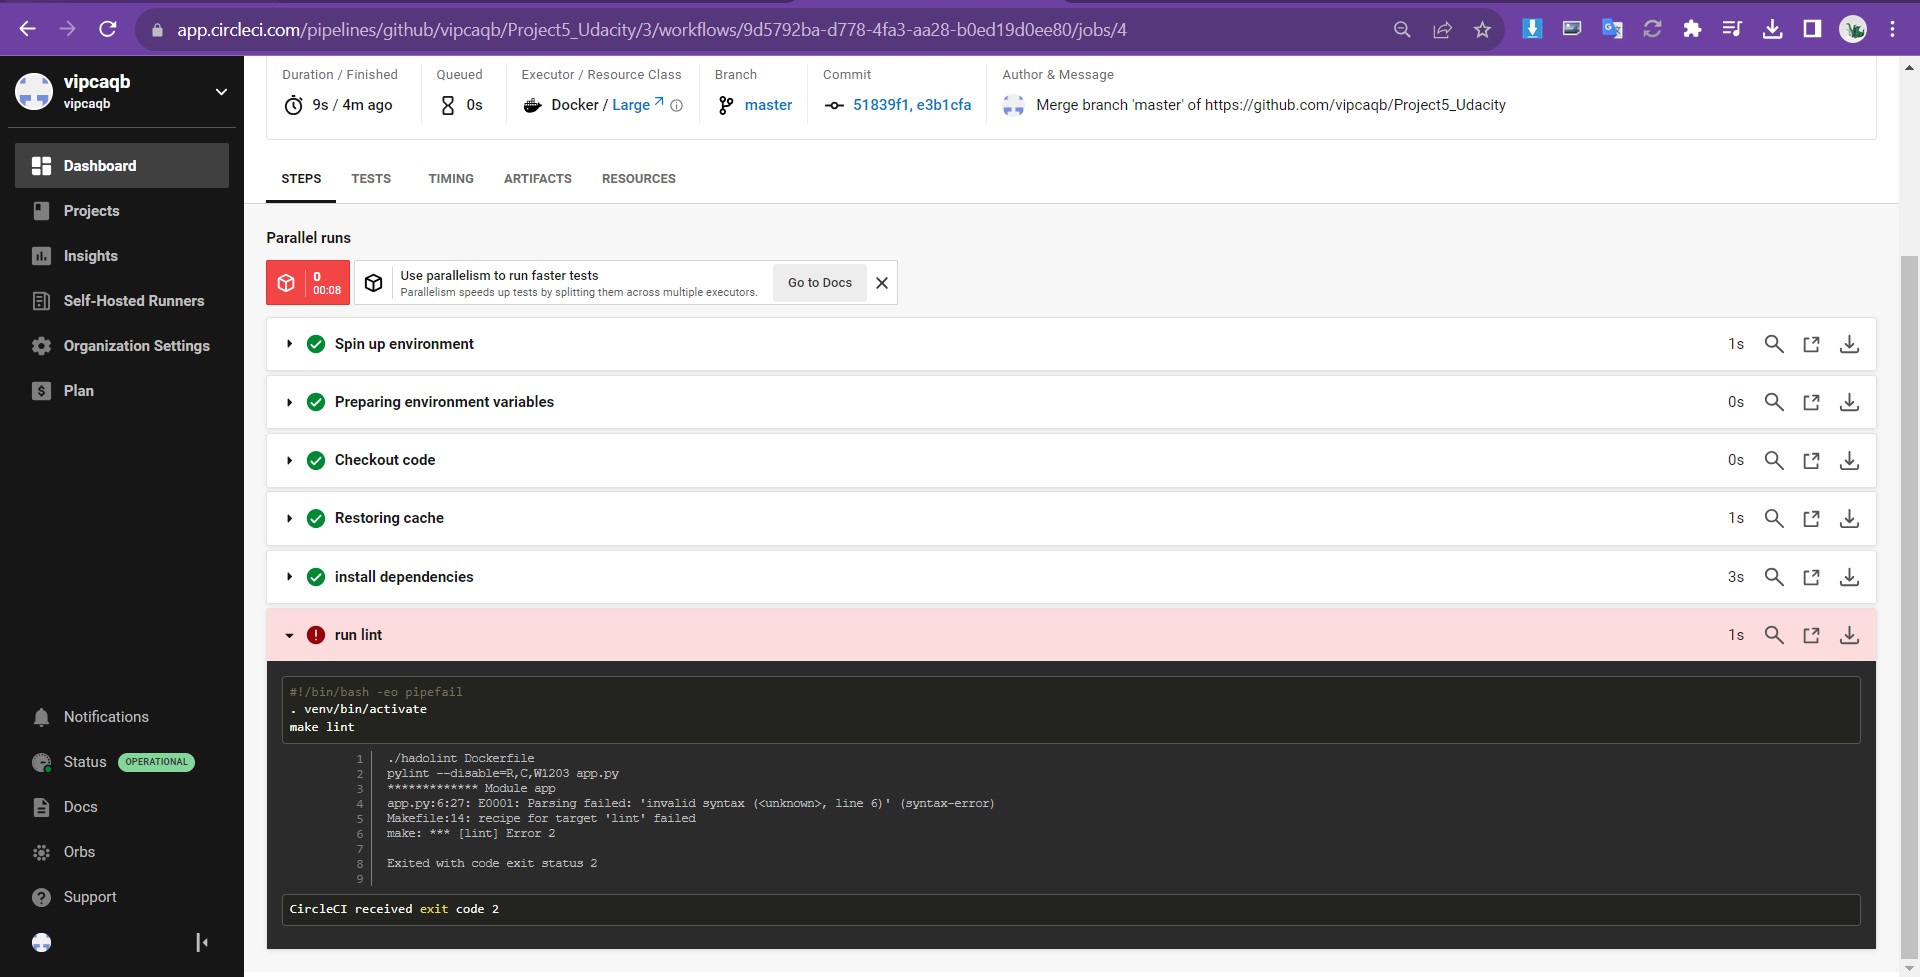 app.circleci.com/pipelines/github/vipcaqb/Project5_Udacity/3/workflows/9d5792ba-d778-4fa3-aa28-b0ed19d0ee80/jobs/4
vipcaqb
vipcaqb
Dashboard
Projects
Insights
Self-Hosted Runners
Organization Settings
Plan
Notifications
Status OPERATIONAL
Docs
Orbs
Support
Duration / Finished
9s / 4m ago
Queued
0s
Executor / Resource Class
Docker / Large
Branch
master
Commit
51839f1, e3b1cfa
Author & Message
Merge branch 'master' of https://github.com/vipcaqb/Project5_Udacity
STEPS TESTS TIMING ARTIFACTS RESOURCES
Parallel runs
0
00:08
Use parallelism to run faster tests
Parallelism speeds up tests by splitting them across multiple executors.
Go to Docs
Spin up environment 1s
Preparing environment variables 0s
Checkout code 0s
Restoring cache 1s
install dependencies 3s
run lint 1s
#!/bin/bash -eo pipefail
. venv/bin/activate
make lint
1 ./hadolint Dockerfile
2 pylint --disable=R,C,W1203 app.py
3 ************* Module app
4 app.py:6:27: E0001: Parsing failed: 'invalid syntax (<unknown>, line 6)' (syntax-error)
5 Makefile:14: recipe for target 'lint' failed
6 make: *** [lint] Error 2
7
8 Exited with code exit status 2
9
CircleCI received exit code 2